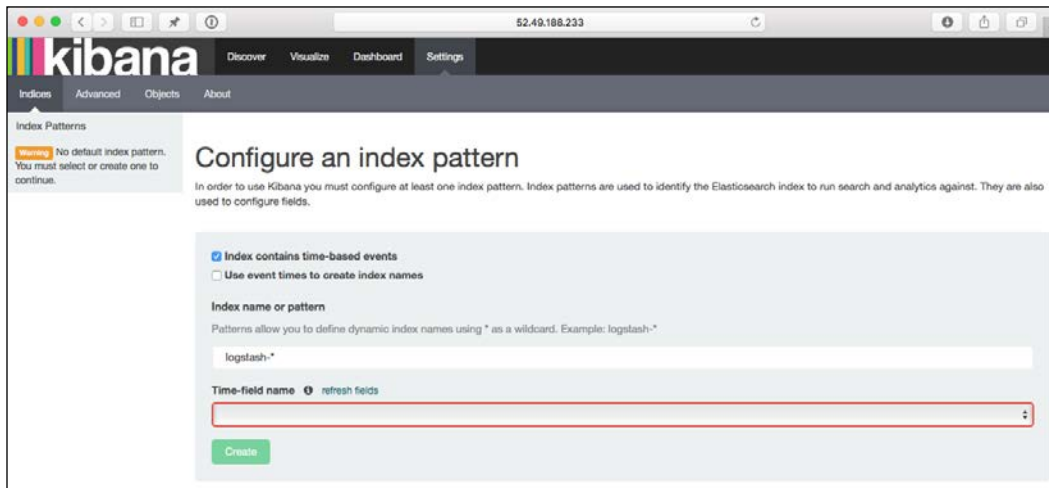 52.49.188.233
kibana
Discover Visualize Dashboard Settings
Indices Advanced Objects About
Index Patterns
Warning No default index pattern.
You must select or create one to
continue.
Configure an index pattern
In order to use Kibana you must configure at least one index pattern. Index patterns are used to identify the Elasticsearch index to run search and analytics against. They are also
used to configure fields.
Index contains time-based events
Use event times to create index names
Index name or pattern
Patterns allow you to define dynamic index names using * as a wildcard. Example: logstash-*
logstash-*
Time-field name refresh fields
Create